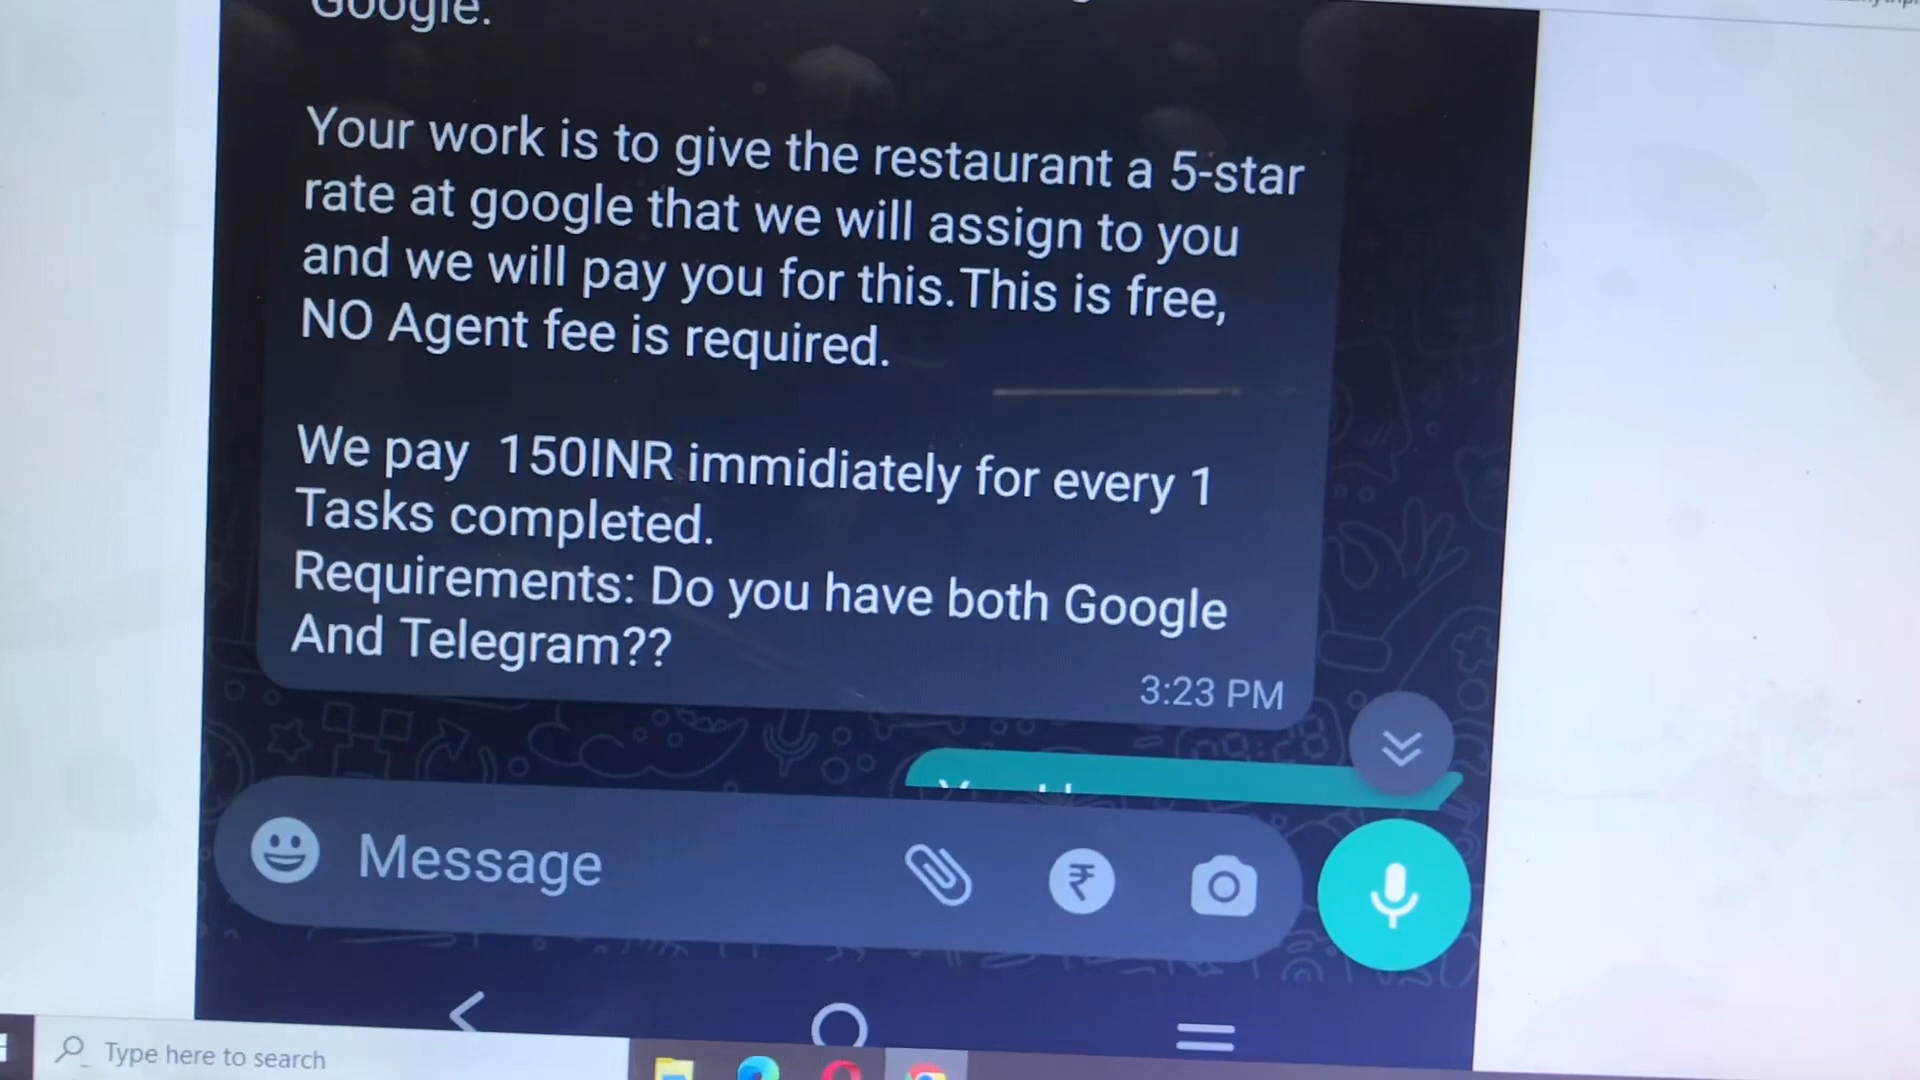 Google.
Your work is to give the restaurant a 5-star
rate at google that we will assign to you
and we will pay you for this.This is free,
NO Agent fee is required.
We pay  150INR immidiately for every 1
Tasks completed.
Requirements: Do you have both Google
And Telegram??
3:23 PM
Message
Type here to search